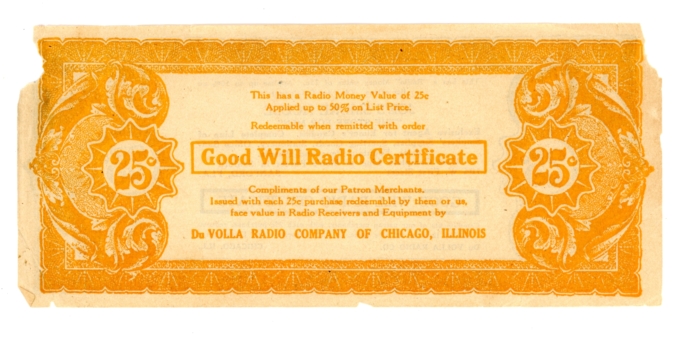 This has a Radio Money Value of 25c
Applied up to 50% on List Price.
Redeemable when remitted with order
25c
Good Will Radio Certificate
25c
Compliments of our Patron Merchants.
Issued with each 25c purchase redeemable by them or us,
face value in Radio Receivers and Equipment by
Du VOLLA RADIO COMPANY OF CHICAGO, ILLINOIS